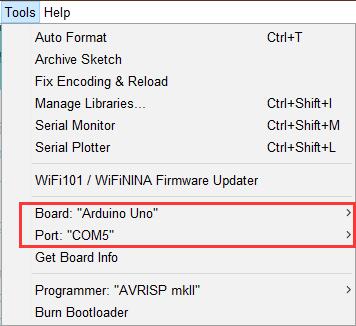 Tools Help
Auto Format Ctrl+T
Archive Sketch
Fix Encoding & Reload
Manage Libraries... Ctrl+Shift+I
Serial Monitor Ctrl+Shift+M
Serial Plotter Ctrl+Shift+L
WiFi101 / WiFiNINA Firmware Updater
Board: "Arduino Uno"
Port: "COM5"
Get Board Info
Programmer: "AVRISP mkII"
Burn Bootloader